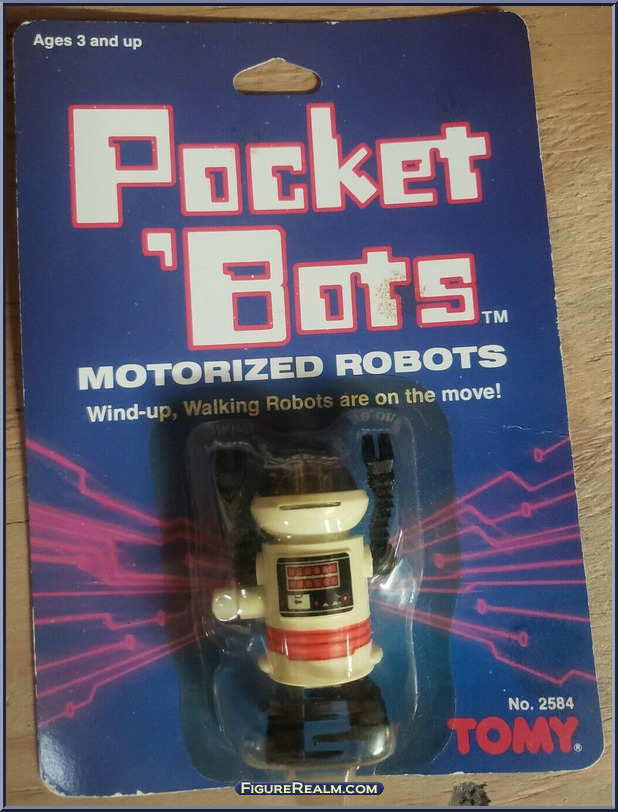 Ages 3 and up
Pocket
'Bots™
MOTORIZED ROBOTS
Wind-up, Walking Robots are on the move!
No. 2584
TOMY®
FIGUREREALM.COM